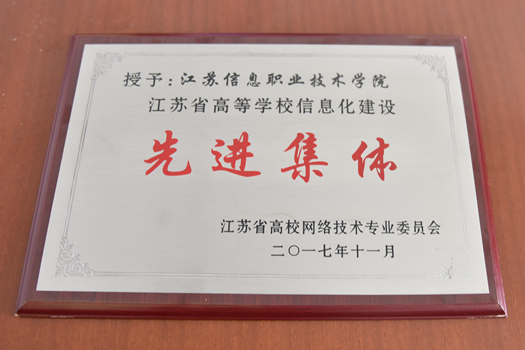 授予：江苏信息职业技术学院
江苏省高等学校信息化建设
先进集体
江苏省高校网络技术专业委员会
二〇一七年十一月